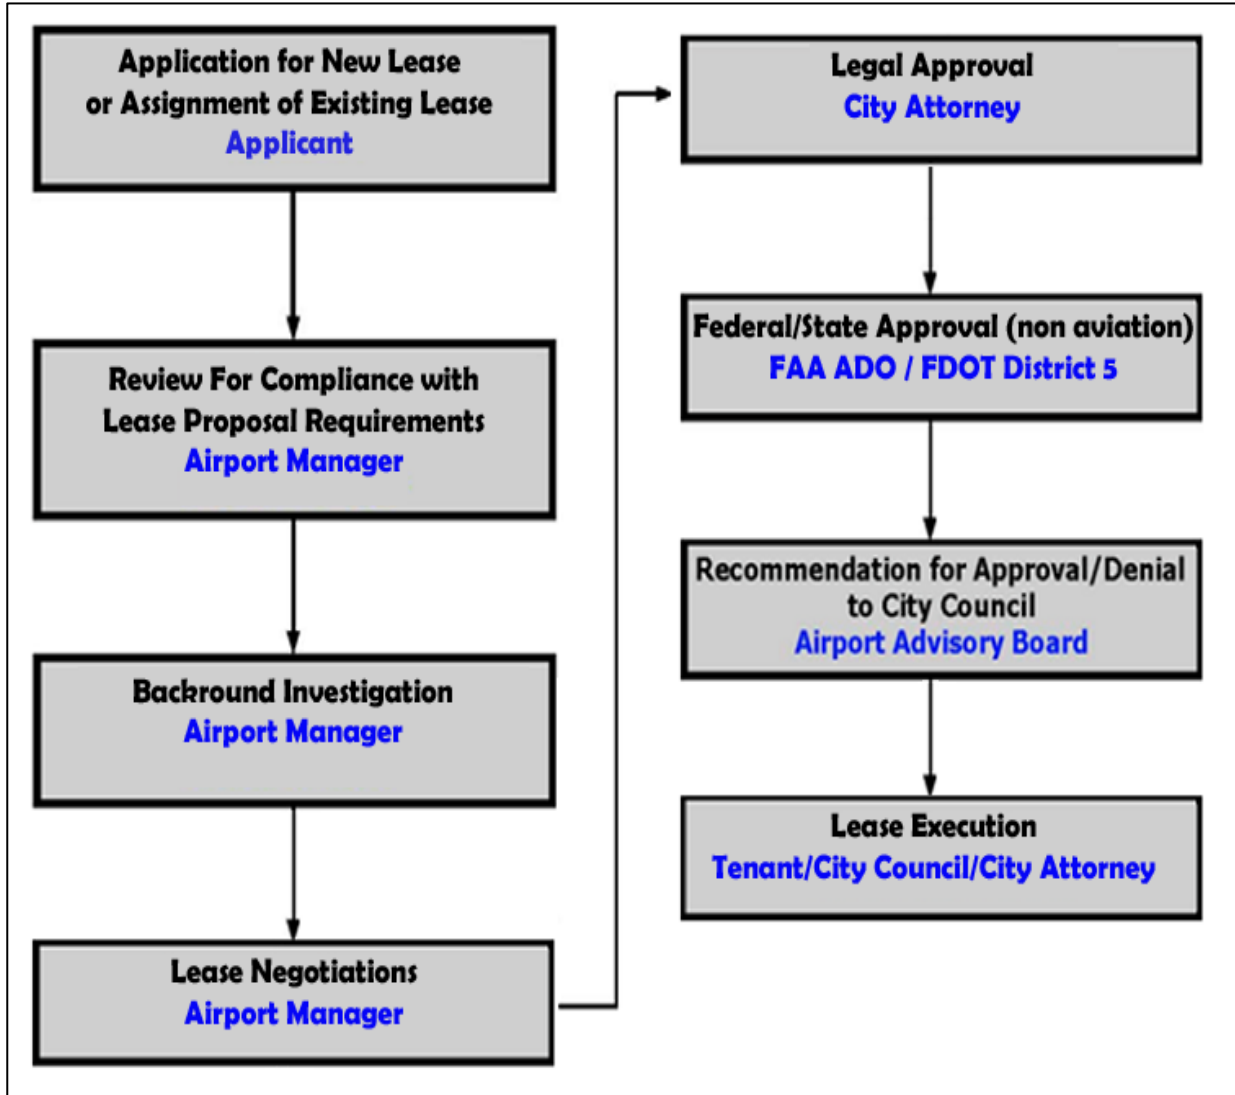 Application for New Lease
or Assignment of Existing Lease
Applicant
Review For Compliance with
Lease Proposal Requirements
Airport Manager
Backround Investigation
Airport Manager
Lease Negotiations
Airport Manager
Legal Approval
City Attorney
Federal/State Approval (non aviation)
FAA ADO / FDOT District 5
Recommendation for Approval/Denial
to City Council
Airport Advisory Board
Lease Execution
Tenant/City Council/City Attorney